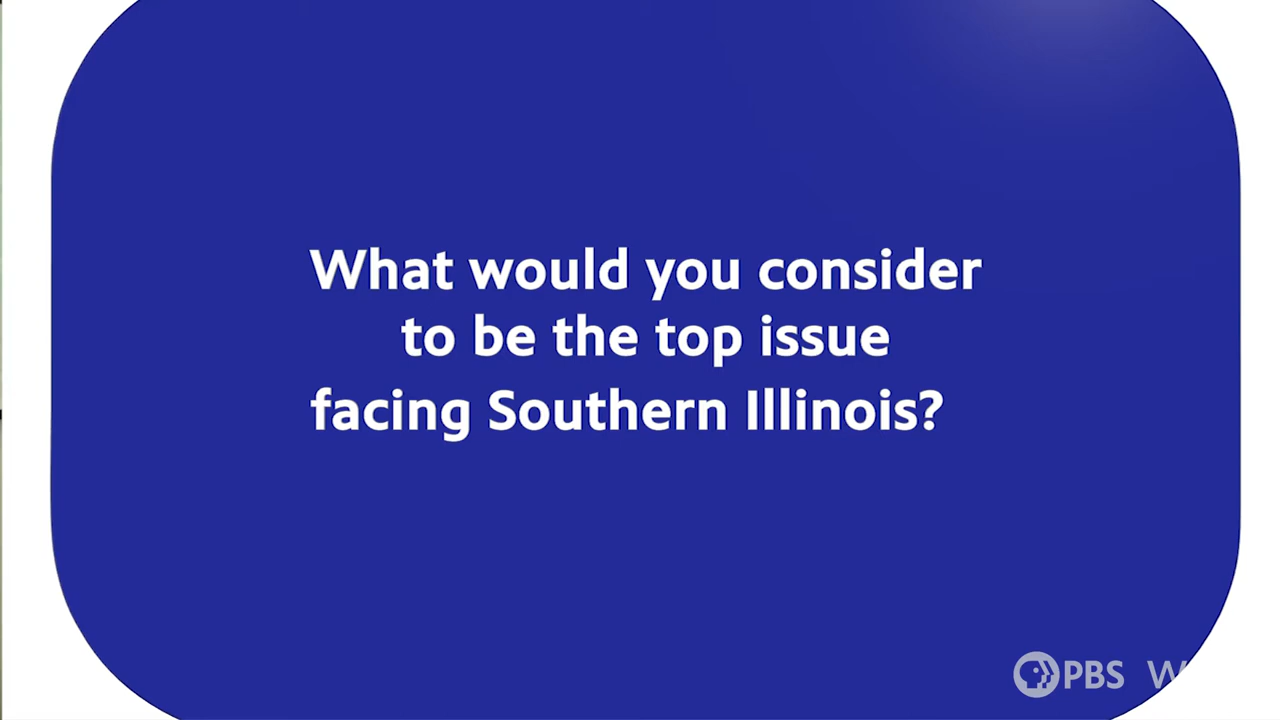 What would you consider
to be the top issue
facing Southern Illinois?
PBS W